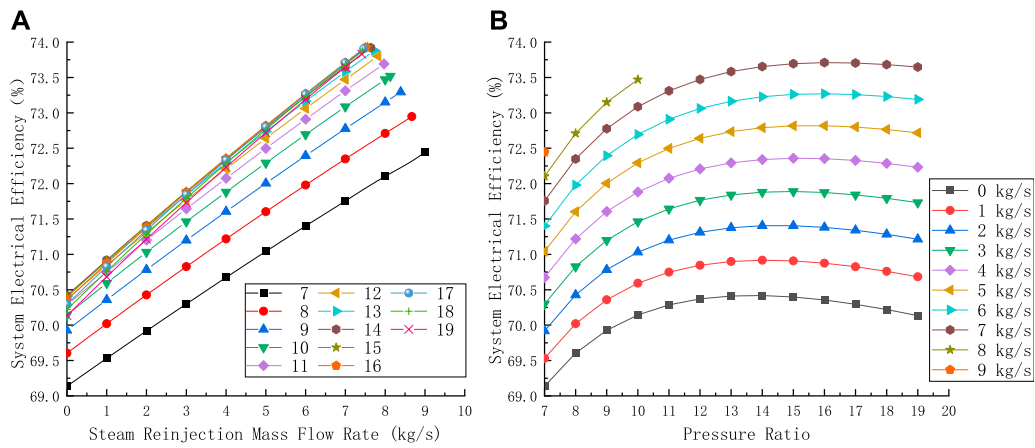 A
B
System Electrical Efficiency (%)
74.0
73.5
73.0
72.5
72.0
71.5
71.0
70.5
70.0
69.5
69.0
0 1 2 3 4 5 6 7 8 9 10
Steam Reinjection Mass Flow Rate (kg/s)
7 12 17
8 13 18
9 14 19
10 15
11 16
System Electrical Efficiency (%)
74.0
73.5
73.0
72.5
72.0
71.5
71.0
70.5
70.0
69.5
69.0
7 8 9 10 11 12 13 14 15 16 17 18 19 20
Pressure Ratio
0 kg/s
1 kg/s
2 kg/s
3 kg/s
4 kg/s
5 kg/s
6 kg/s
7 kg/s
8 kg/s
9 kg/s